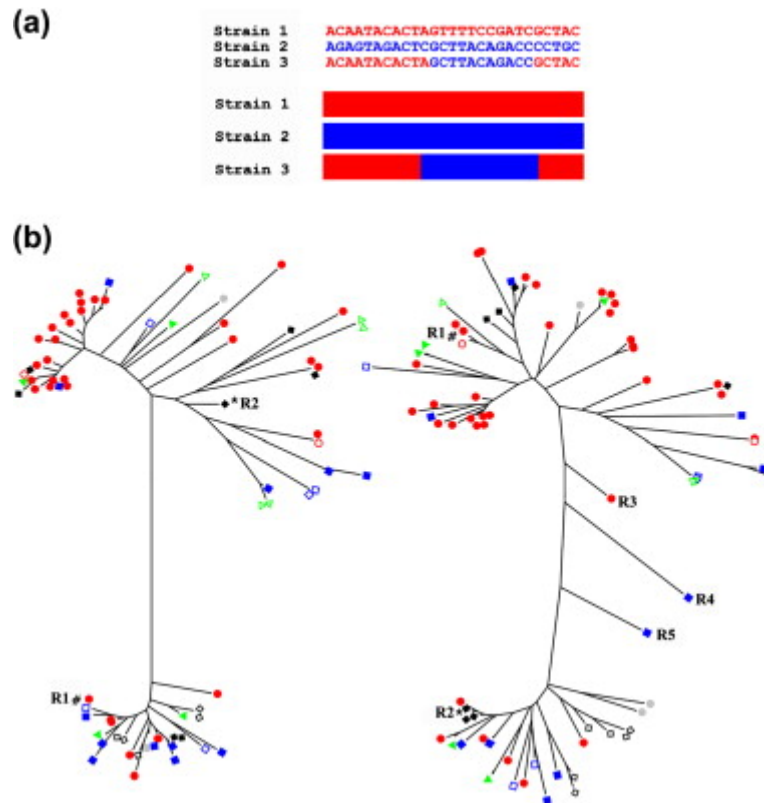 (a)
Strain 1 ACAATACACTAGTTTTCCGATCGCTAC
Strain 2 AGAGTAGACTCGCTTACAGACCCCTGC
Strain 3 ACAATACACTAGCTTACAGACCGCTAC
Strain 1
Strain 2
Strain 3
(b)
R1#
*R2
R3
R4
R5
R1#
R2*